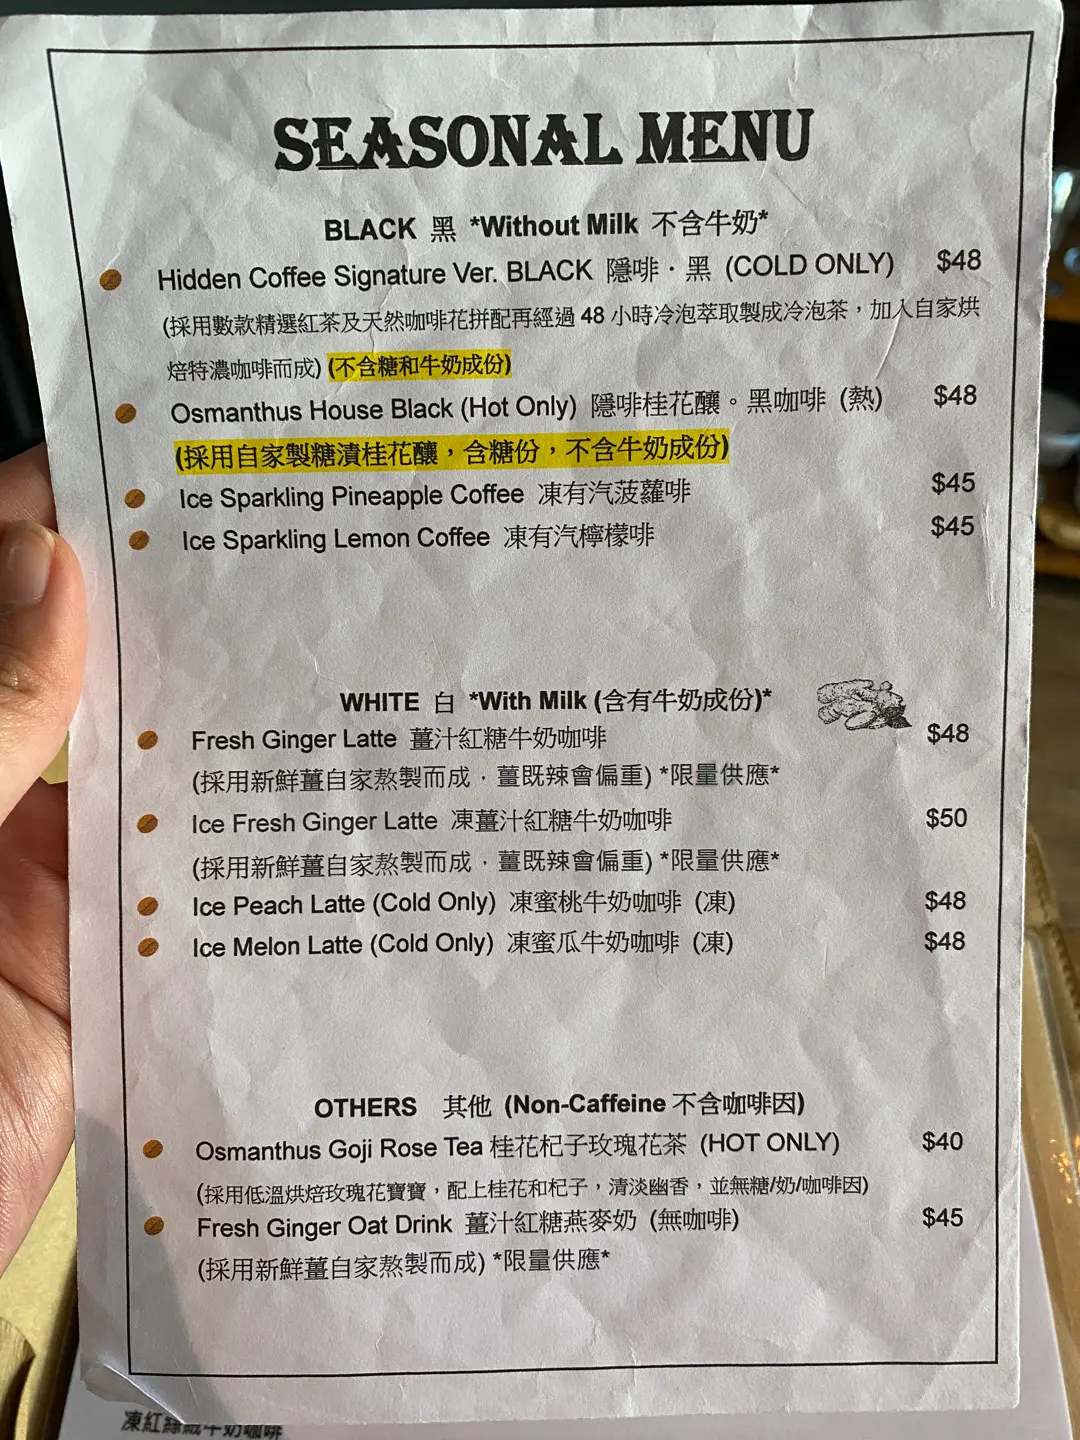 SEASONAL MENU
BLACK 黑 *Without Milk 不含牛奶*
Hidden Coffee Signature Ver. BLACK 隱啡·黑 (COLD ONLY) $48
(採用數款精選紅茶及天然咖啡花拼配再經過 48 小時冷泡萃取製成冷泡茶，加入自家烘
焙特濃咖啡而成) (不含糖和牛奶成份)
Osmanthus House Black (Hot Only) 隱啡桂花釀。黑咖啡 (熱) $48
(採用自家製糖漬桂花釀，含糖份，不含牛奶成份)
Ice Sparkling Pineapple Coffee 凍有汽菠蘿啡 $45
Ice Sparkling Lemon Coffee 凍有汽檸檬啡 $45
WHITE 白 *With Milk (含有牛奶成份)*
Fresh Ginger Latte 薑汁紅糖牛奶咖啡 $48
(採用新鮮薑自家熬製而成．薑既辣會偏重) *限量供應*
Ice Fresh Ginger Latte 凍薑汁紅糖牛奶咖啡 $50
(採用新鮮薑自家熬製而成．薑既辣會偏重) *限量供應*
Ice Peach Latte (Cold Only) 凍蜜桃牛奶咖啡 (凍) $48
Ice Melon Latte (Cold Only) 凍蜜瓜牛奶咖啡 (凍) $48
OTHERS 其他 (Non-Caffeine 不含咖啡因)
Osmanthus Goji Rose Tea 桂花杞子玫瑰花茶 (HOT ONLY) $40
(採用低溫烘焙玫瑰花寶寶，配上桂花和杞子，清淡幽香，並無糖/奶/咖啡因)
Fresh Ginger Oat Drink 薑汁紅糖燕麥奶 (無咖啡) $45
(採用新鮮薑自家熬製而成) *限量供應*
凍紅絲絨牛奶咖啡